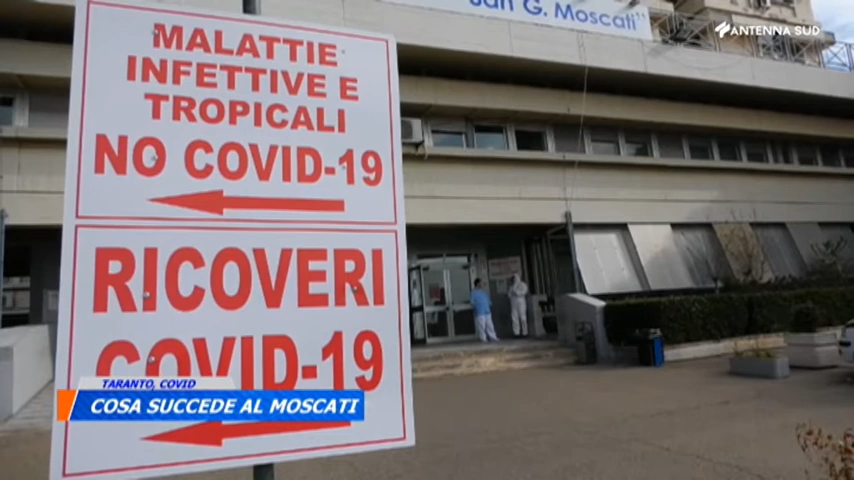 San G. Moscati"
ANTENNA SUD
MALATTIE
INFETTIVE E
TROPICALI
NO COVID-19
RICOVERI
COVID-19
TARANTO, COVID
COSA SUCCEDE AL MOSCATI